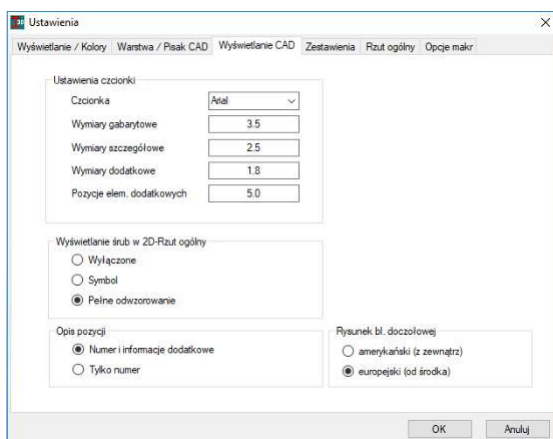 Ustawienia
Wyświetlanie / Kolory Warstwa / Pisak CAD Wyświetlanie CAD Zestawienia Rzut ogólny Opcje makr
Ustawienia czcionki
Czcionka Arial
Wymiary gabarytowe 3.5
Wymiary szczegółowe 2.5
Wymiary dodatkowe 1.8
Pozycje elem. dodatkowych 5.0
Wyświetlanie śrub w 2D-Rzut ogólny
Wyłączone
Symbol
Pełne odwzorowanie
Opis pozycji
Numer i informacje dodatkowe
Tylko numer
Rysunek bl. doczołowej
amerykański (z zewnątrz)
europejski (od środka)
OK Anuluj